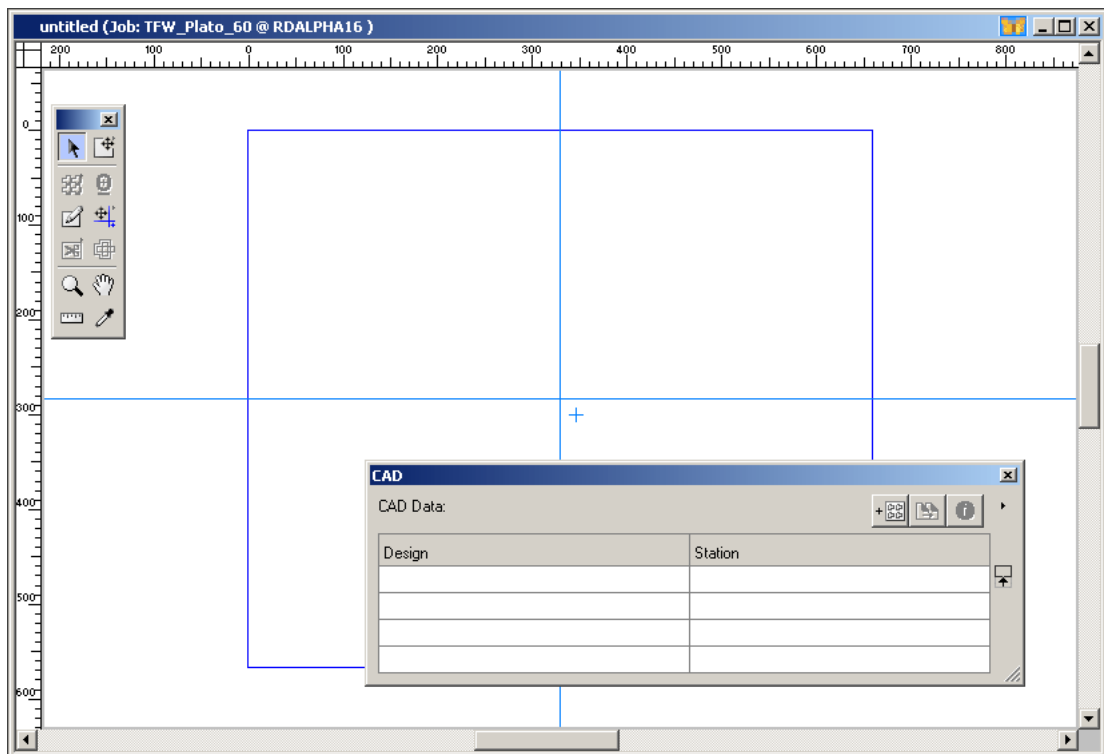 untitled (Job: TFW_Plato_60 @ RDALPHA16 )
200 100 0 100 200 300 400 500 600 700 800
0
100
200
300
400
500
600
CAD
CAD Data:
Design Station